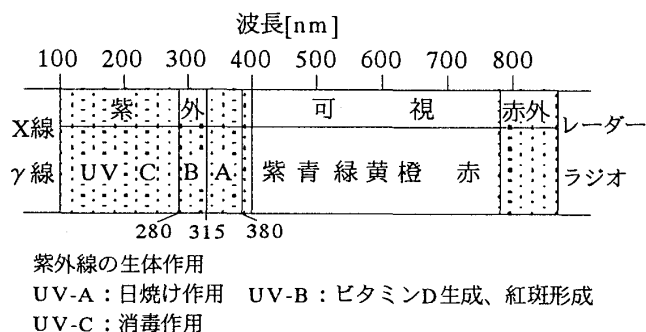 波長[nm]
100 200 300 400 500 600 700 800
紫 外 可 視 赤外
X線 レーダー
γ線 UV C B A 紫 青 緑 黄 橙 赤 ラジオ
280 315 380
紫外線の生体作用
UV-A：日焼け作用 UV-B：ビタミンD生成、紅斑形成
UV-C：消毒作用